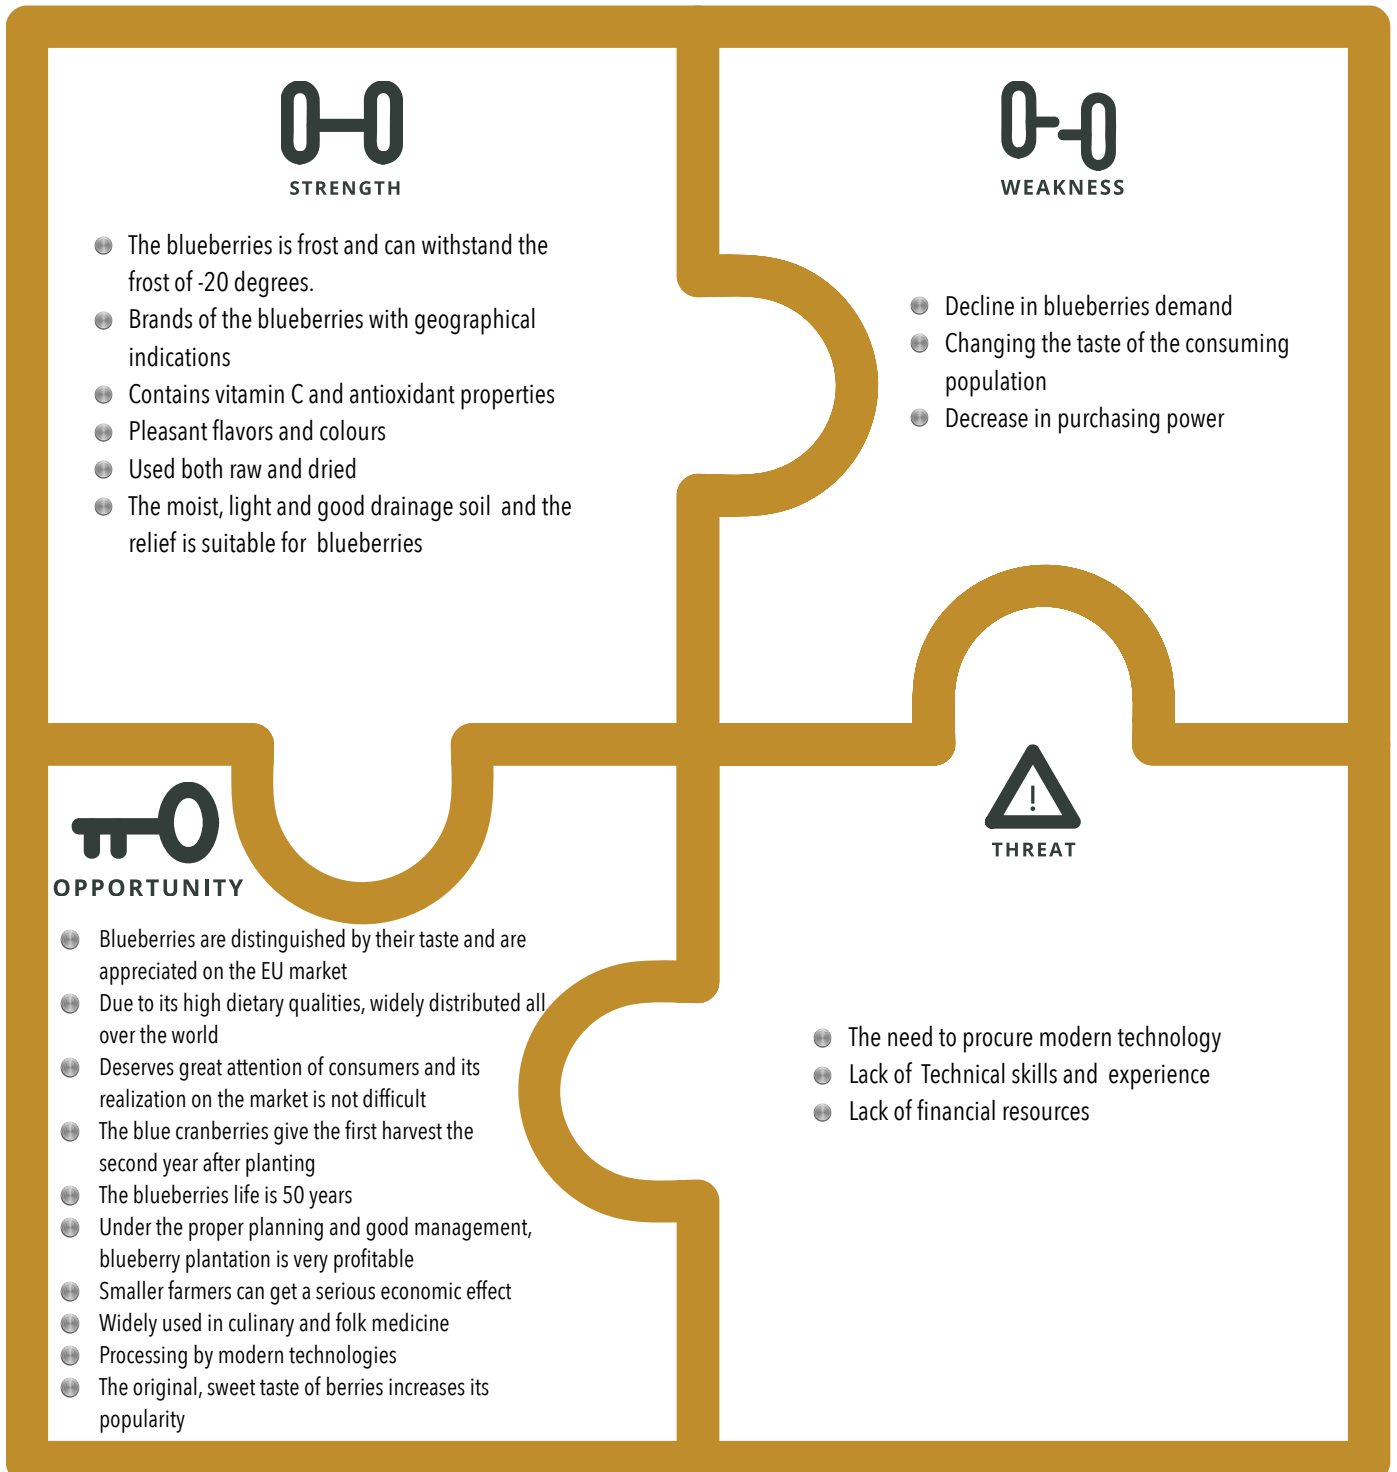 STRENGTH
The blueberries is frost and can withstand the
frost of -20 degrees.
Brands of the blueberries with geographical
indications
Contains vitamin C and antioxidant properties
Pleasant flavors and colours
Used both raw and dried
The moist, light and good drainage soil and the
relief is suitable for blueberries
WEAKNESS
Decline in blueberries demand
Changing the taste of the consuming
population
Decrease in purchasing power
OPPORTUNITY
Blueberries are distinguished by their taste and are
appreciated on the EU market
Due to its high dietary qualities, widely distributed all
over the world
Deserves great attention of consumers and its
realization on the market is not difficult
The blue cranberries give the first harvest the
second year after planting
The blueberries life is 50 years
Under the proper planning and good management,
blueberry plantation is very profitable
Smaller farmers can get a serious economic effect
Widely used in culinary and folk medicine
Processing by modern technologies
The original, sweet taste of berries increases its
popularity
!
THREAT
The need to procure modern technology
Lack of Technical skills and experience
Lack of financial resources